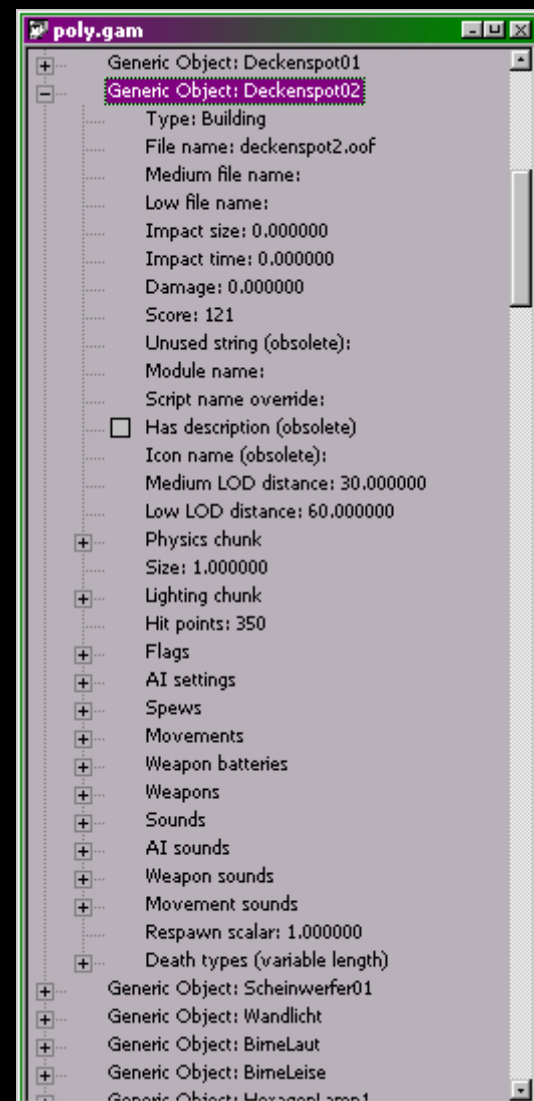 poly.gam
Generic Object: Deckenspot01
Generic Object: Deckenspot02
Type: Building
File name: deckenspot2.oof
Medium file name:
Low file name:
Impact size: 0.000000
Impact time: 0.000000
Damage: 0.000000
Score: 121
Unused string (obsolete):
Module name:
Script name override:
Has description (obsolete)
Icon name (obsolete):
Medium LOD distance: 30.000000
Low LOD distance: 60.000000
Physics chunk
Size: 1.000000
Lighting chunk
Hit points: 350
Flags
AI settings
Spews
Movements
Weapon batteries
Weapons
Sounds
AI sounds
Weapon sounds
Movement sounds
Respawn scalar: 1.000000
Death types (variable length)
Generic Object: Scheinwerfer01
Generic Object: Wandlicht
Generic Object: BirneLaut
Generic Object: BirneLeise
Generic Object: HexagonLamp1